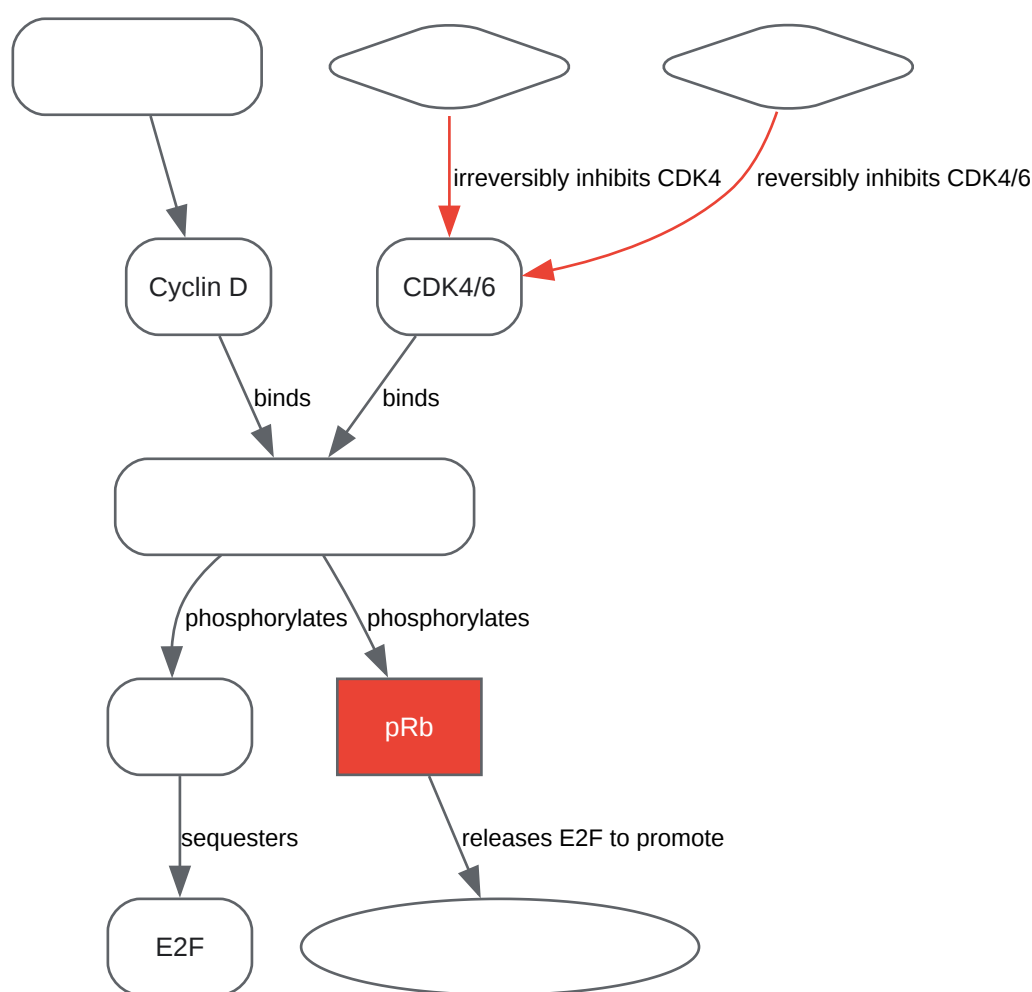 irreversibly inhibits CDK4
reversibly inhibits CDK4/6
Cyclin D
CDK4/6
binds
binds
phosphorylates
phosphorylates
pRb
sequesters
releases E2F to promote
E2F